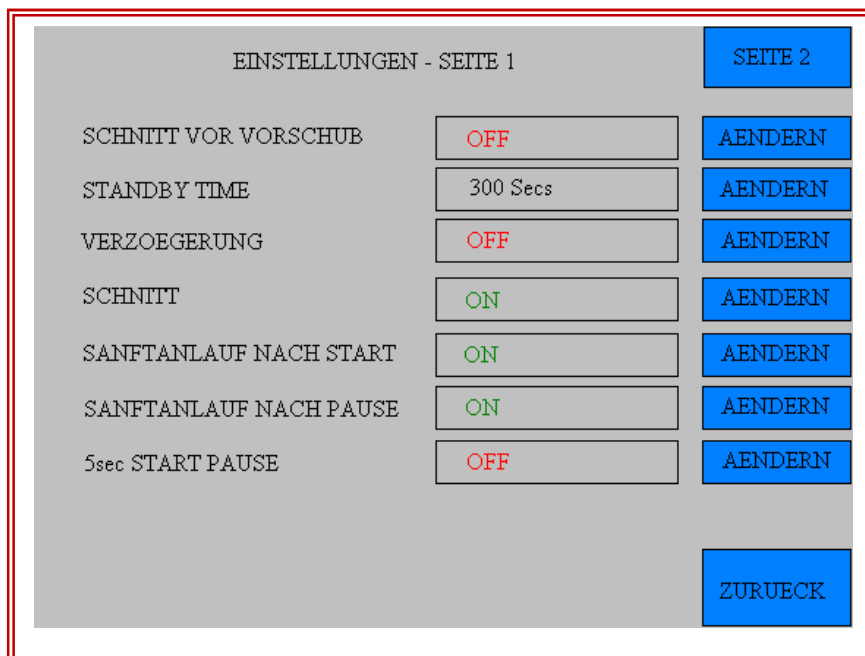 EINSTELLUNGEN - SEITE 1 SEITE 2
SCHNITT VOR VORSCHUB OFF AENDERN
STANDBY TIME 300 Secs AENDERN
VERZOEGERUNG OFF AENDERN
SCHNITT ON AENDERN
SANFTANLAUF NACH START ON AENDERN
SANFTANLAUF NACH PAUSE ON AENDERN
5sec START PAUSE OFF AENDERN
ZURUECK